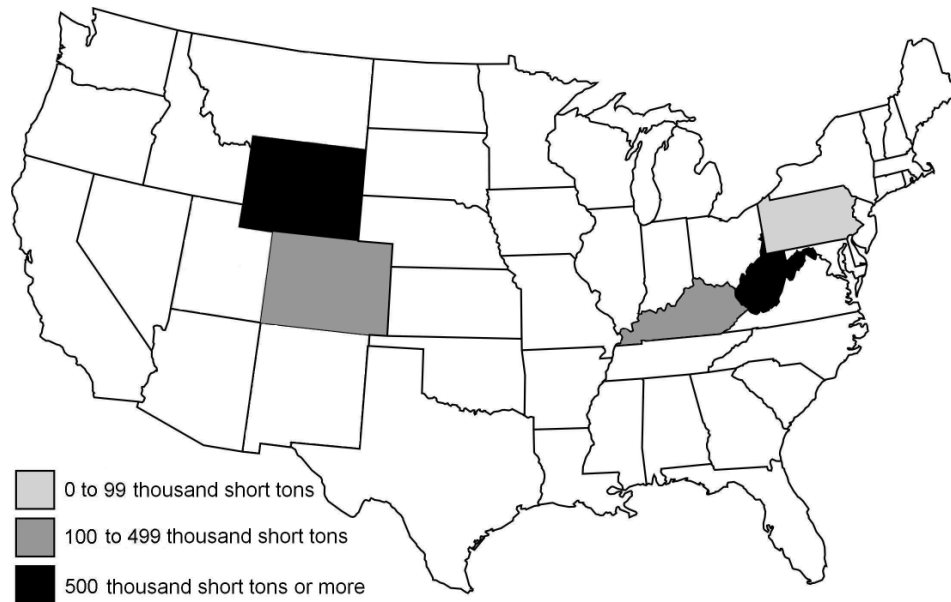 0 to 99 thousand short tons
100 to 499 thousand short tons
500 thousand short tons or more